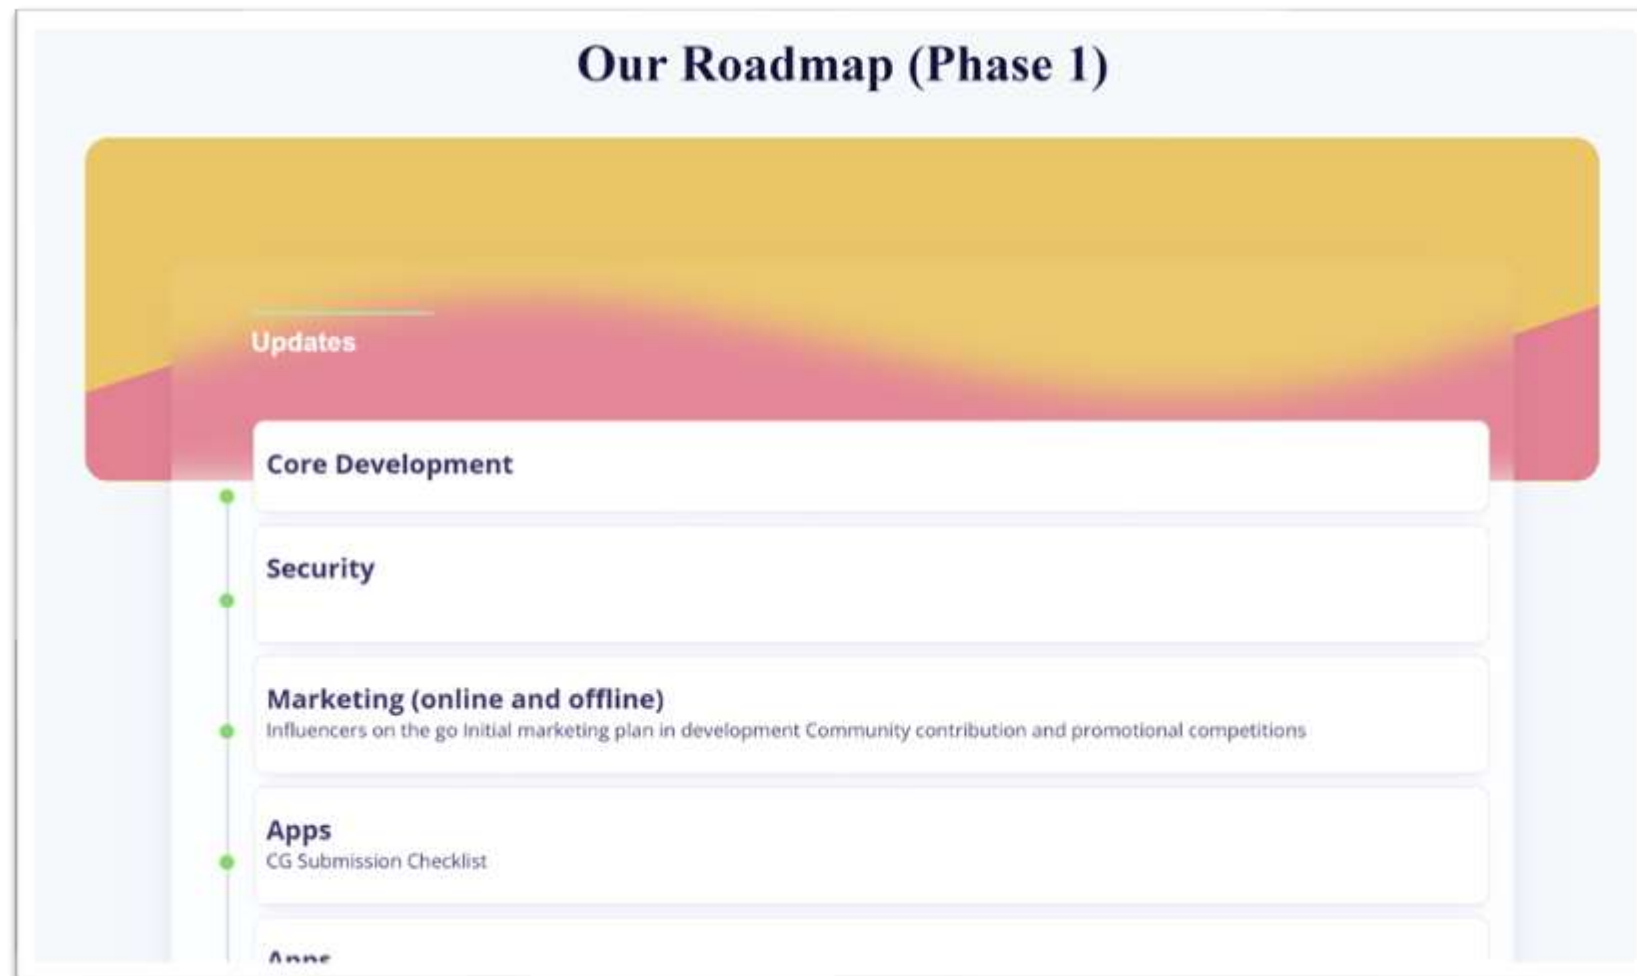 Our Roadmap (Phase 1)
Updates
Core Development
Security
Marketing (online and offline)
Influencers on the go Initial marketing plan in development Community contribution and promotional competitions
Apps
CG Submission Checklist
Apps